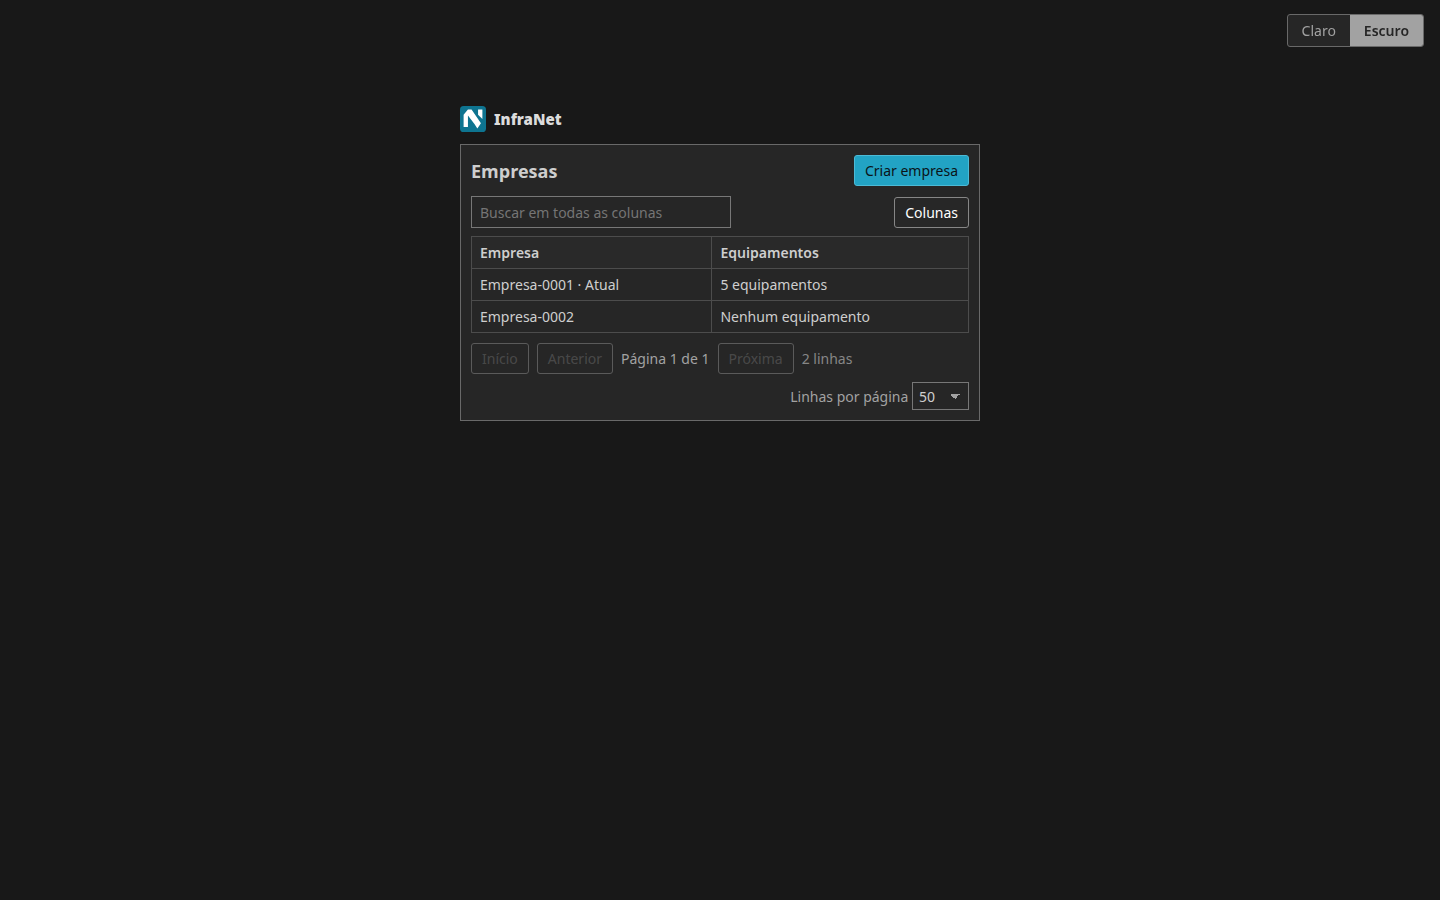 Claro Escuro
InfraNet
Empresas Criar empresa
Buscar em todas as colunas Colunas
Empresa Equipamentos
Empresa-0001 · Atual 5 equipamentos
Empresa-0002 Nenhum equipamento
Início Anterior Página 1 de 1 Próxima 2 linhas
Linhas por página 50